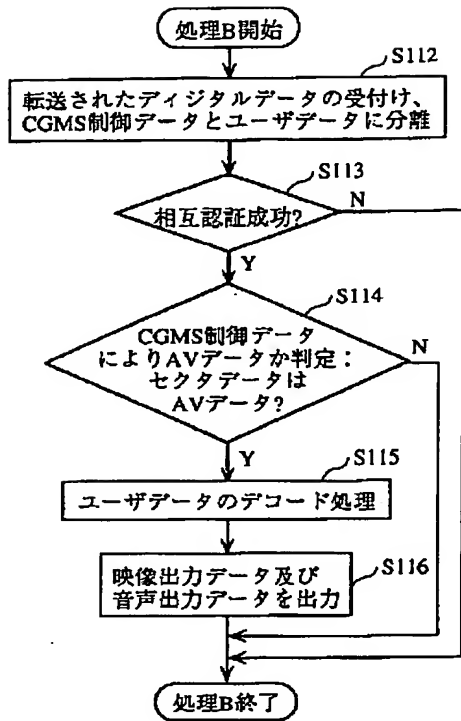 処理B開始
S112
転送されたディジタルデータの受付け、
CGMS制御データとユーザデータに分離
S113
相互認証成功?
N
Y
S114
CGMS制御データ
によりAVデータか判定：
セクタデータは
AVデータ?
N
Y
S115
ユーザデータのデコード処理
S116
映像出力データ及び
音声出力データを出力
処理B終了